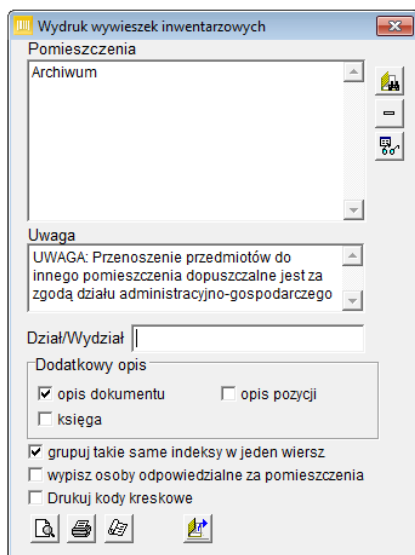 Wydruk wywieszek inwentarzowych
Pomieszczenia
Archiwum
Uwaga
UWAGA: Przenoszenie przedmiotów do
innego pomieszczenia dopuszczalne jest za
zgodą działu administracyjno-gospodarczego
Dział/Wydział
Dodatkowy opis
opis dokumentu
opis pozycji
księga
grupuj takie same indeksy w jeden wiersz
wypisz osoby odpowiedzialne za pomieszczenia
Drukuj kody kreskowe